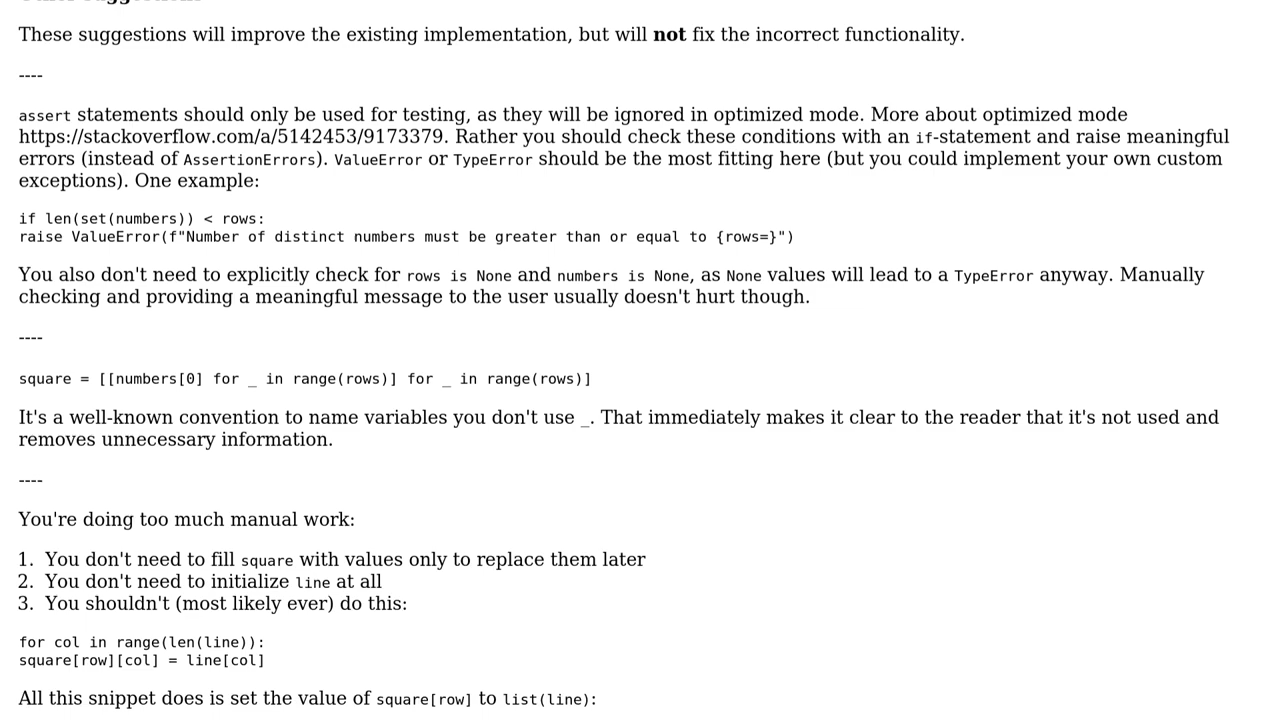 These suggestions will improve the existing implementation, but will not fix the incorrect functionality.
----
assert statements should only be used for testing, as they will be ignored in optimized mode. More about optimized mode
https://stackoverflow.com/a/5142453/9173379. Rather you should check these conditions with an if-statement and raise meaningful
errors (instead of AssertionErrors). ValueError or TypeError should be the most fitting here (but you could implement your own custom
exceptions). One example:
if len(set(numbers)) < rows:
raise ValueError(f"Number of distinct numbers must be greater than or equal to {rows=}")
You also don't need to explicitly check for rows is None and numbers is None, as None values will lead to a TypeError anyway. Manually
checking and providing a meaningful message to the user usually doesn't hurt though.
----
square = [[numbers[0] for _ in range(rows)] for _ in range(rows)]
It's a well-known convention to name variables you don't use _. That immediately makes it clear to the reader that it's not used and
removes unnecessary information.
----
You're doing too much manual work:
1. You don't need to fill square with values only to replace them later
2. You don't need to initialize line at all
3. You shouldn't (most likely ever) do this:
for col in range(len(line)):
square[row][col] = line[col]
All this snippet does is set the value of square[row] to list(line):